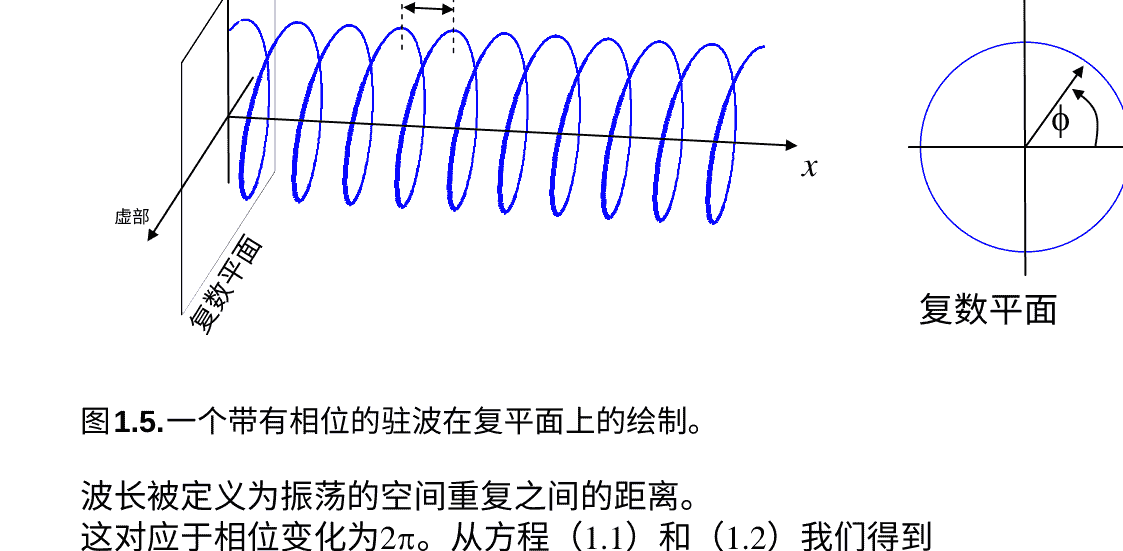 x
ϕ
虚部
复数平面
复数平面
图1.5.一个带有相位的驻波在复平面上的绘制。
波长被定义为振荡的空间重复之间的距离。
这对应于相位变化为2π。从方程（1.1）和（1.2）我们得到